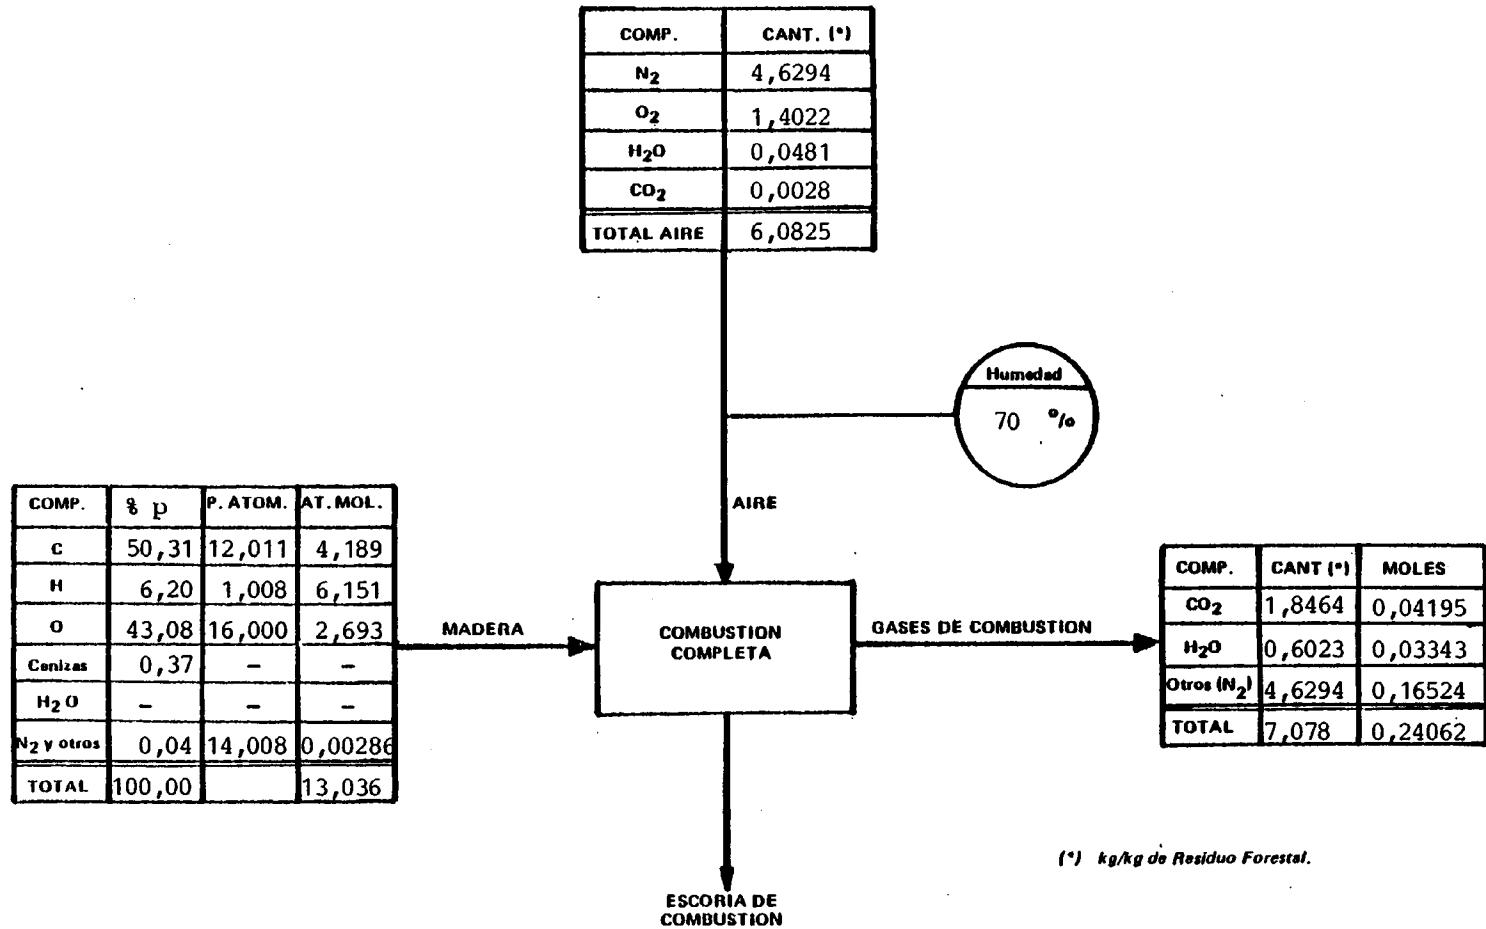 COMP. CANT. (*)
N2 4,6294
O2 1,4022
H2O 0,0481
CO2 0,0028
TOTAL AIRE 6,0825
Humedad
70 %
AIRE
COMP. % p P. ATOM. AT. MOL.
C 50,31 12,011 4,189
H 6,20 1,008 6,151
O 43,08 16,000 2,693
Cenizas 0,37 – –
H2O – – –
N2 y otros 0,04 14,008 0,00286
TOTAL 100,00 13,036
MADERA
COMBUSTION
COMPLETA
GASES DE COMBUSTION
COMP. CANT (*) MOLES
CO2 1,8464 0,04195
H2O 0,6023 0,03343
Otros (N2) 4,6294 0,16524
TOTAL 7,078 0,24062
(*) kg/kg de Residuo Forestal.
ESCORIA DE
COMBUSTION